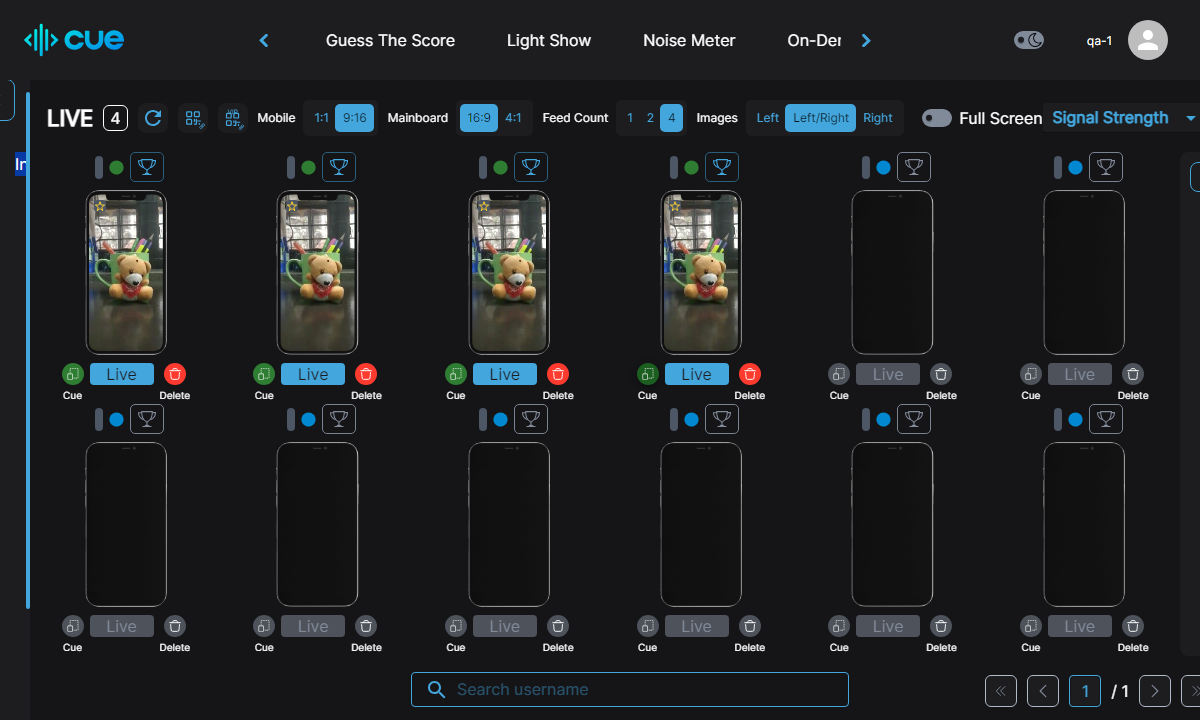 cue
Guess The Score
Light Show
Noise Meter
On-Der
qa-1
LIVE 4 Mobile 1:1 9:16 Mainboard 16:9 4:1 Feed Count 1 2 4 Images Left Left/Right Right Full Screen Signal Strength
In
Live Live Live Live Live Live
Cue Delete Cue Delete Cue Delete Cue Delete Cue Delete Cue Delete
Live Live Live Live Live Live
Cue Delete Cue Delete Cue Delete Cue Delete Cue Delete Cue Delete
Search username
1 / 1